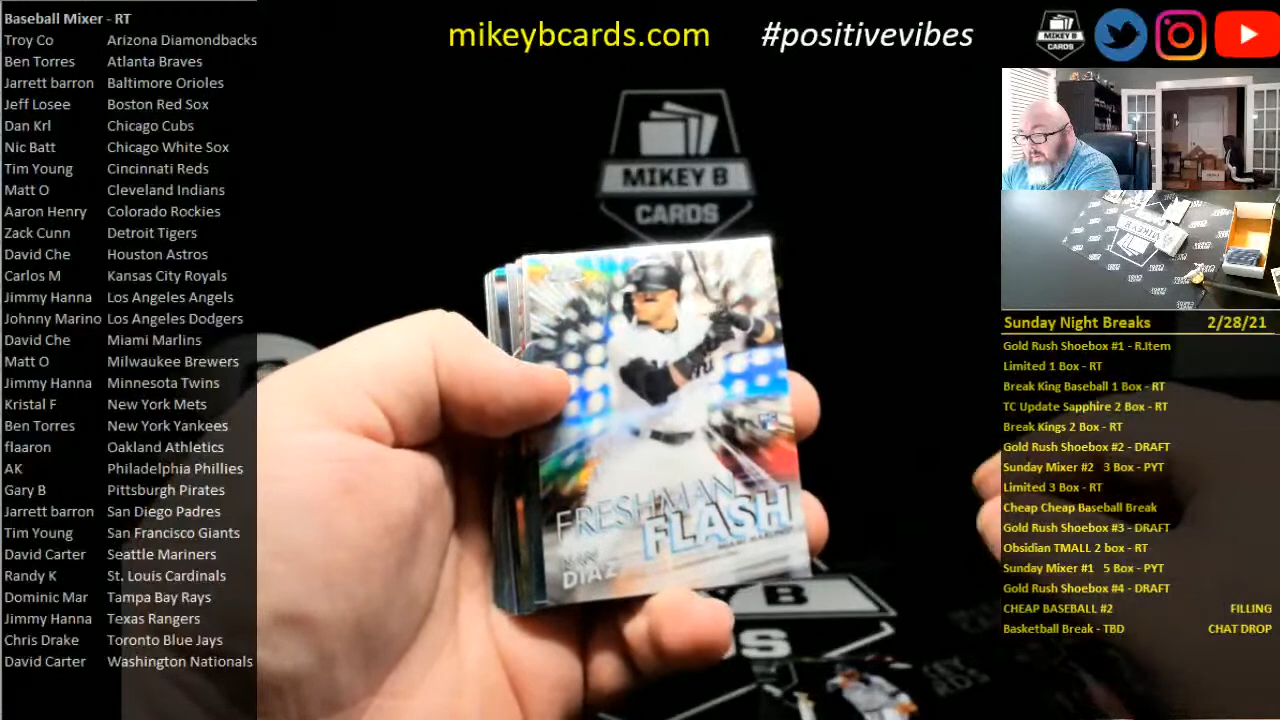 Baseball Mixer - RT
Troy Co Arizona Diamondbacks
Ben Torres Atlanta Braves
Jarrett barron Baltimore Orioles
Jeff Losee Boston Red Sox
Dan Krl Chicago Cubs
Nic Batt Chicago White Sox
Tim Young Cincinnati Reds
Matt O Cleveland Indians
Aaron Henry Colorado Rockies
Zack Cunn Detroit Tigers
David Che Houston Astros
Carlos M Kansas City Royals
Jimmy Hanna Los Angeles Angels
Johnny Marino Los Angeles Dodgers
David Che Miami Marlins
Matt O Milwaukee Brewers
Jimmy Hanna Minnesota Twins
Kristal F New York Mets
Ben Torres New York Yankees
flaaron Oakland Athletics
AK Philadelphia Phillies
Gary B Pittsburgh Pirates
Jarrett barron San Diego Padres
Tim Young San Francisco Giants
David Carter Seattle Mariners
Randy K St. Louis Cardinals
Dominic Mar Tampa Bay Rays
Jimmy Hanna Texas Rangers
Chris Drake Toronto Blue Jays
David Carter Washington Nationals
mikeybcards.com #positivevibes
MIKEY B
CARDS
MIKEY B
CARDS
FRESHMAN
FLASH
DIAZ
Sunday Night Breaks 2/28/21
Gold Rush Shoebox #1 - R.Item
Limited 1 Box - RT
Break King Baseball 1 Box - RT
TC Update Sapphire 2 Box - RT
Break Kings 2 Box - RT
Gold Rush Shoebox #2 - DRAFT
Sunday Mixer #2 3 Box - PYT
Limited 3 Box - RT
Cheap Cheap Baseball Break
Gold Rush Shoebox #3 - DRAFT
Obsidian TMALL 2 box - RT
Sunday Mixer #1 5 Box - PYT
Gold Rush Shoebox #4 - DRAFT
CHEAP BASEBALL #2 FILLING
Basketball Break - TBD CHAT DROP